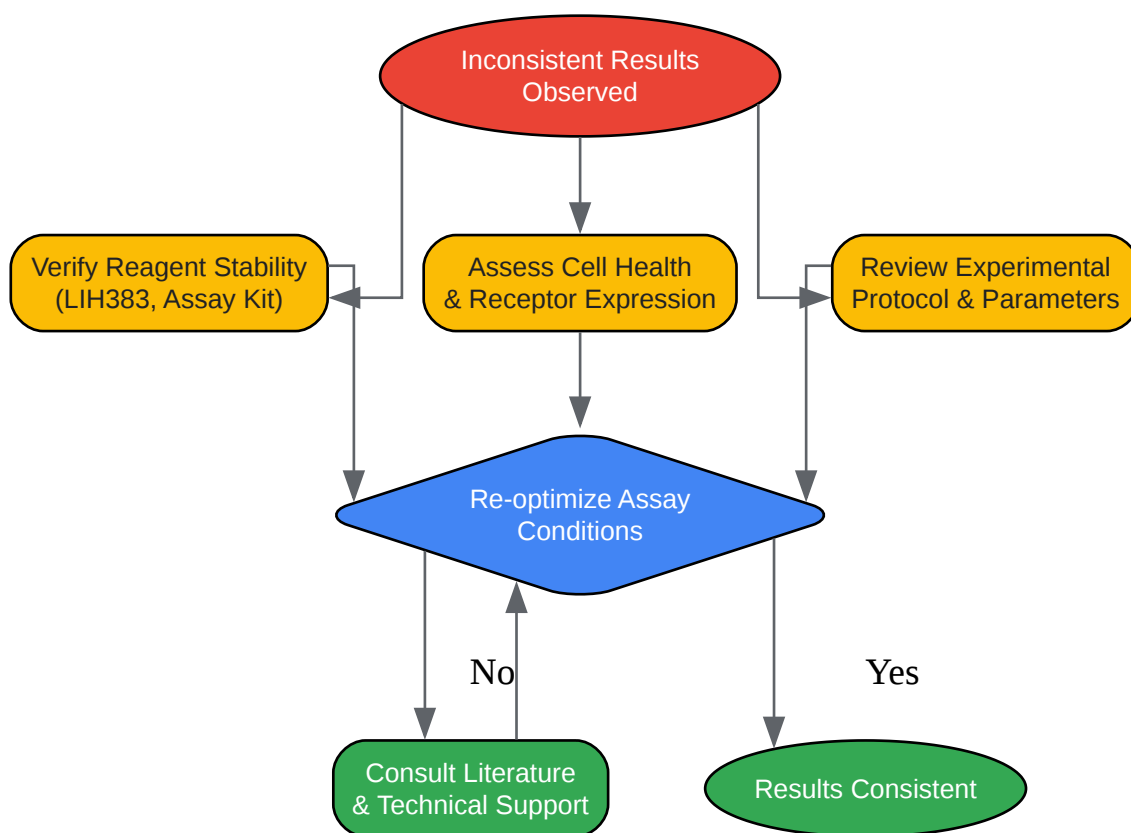 Inconsistent Results
Observed
Verify Reagent Stability
(LIH383, Assay Kit)
Assess Cell Health
& Receptor Expression
Review Experimental
Protocol & Parameters
Re-optimize Assay
Conditions
No
Yes
Consult Literature
& Technical Support
Results Consistent